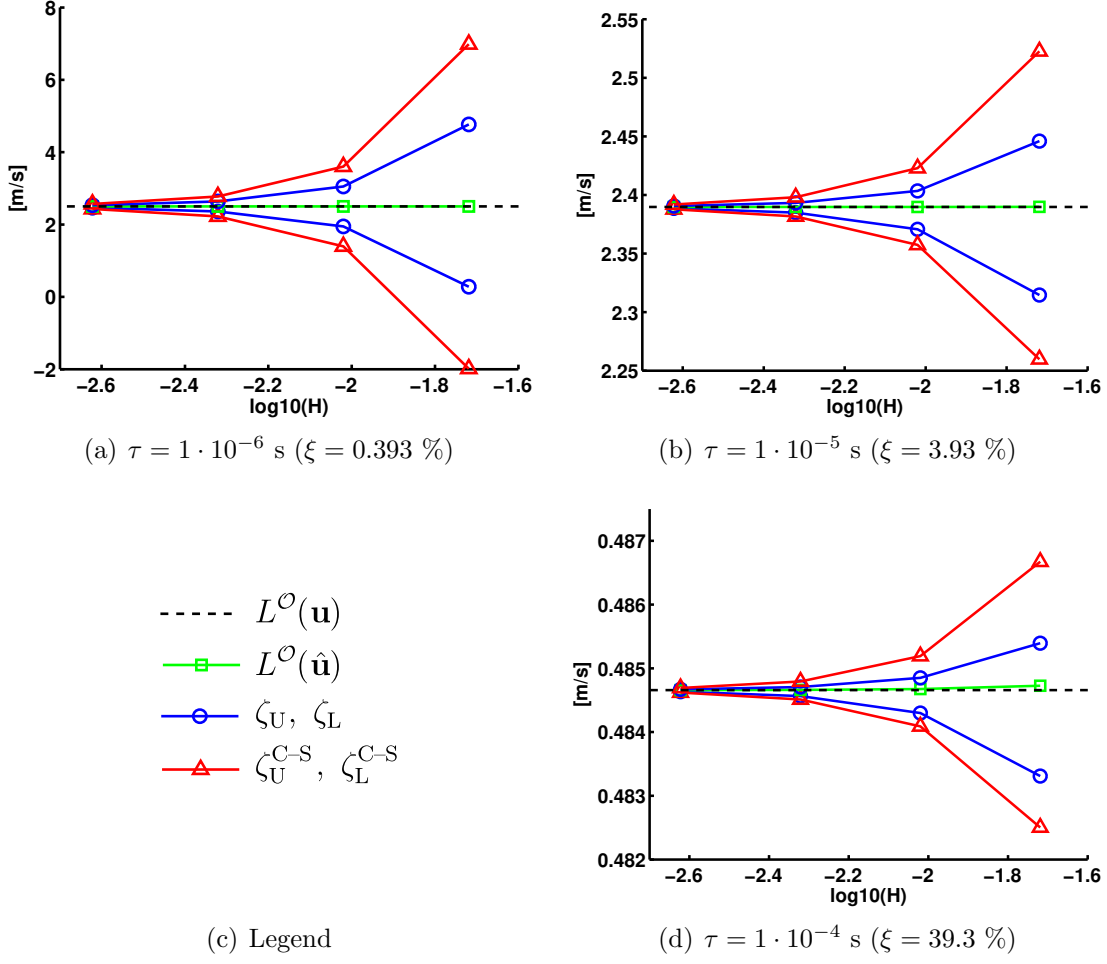 8
6
4
2
0
−2
[m/s]
−2.6 −2.4 −2.2 −2 −1.8 −1.6
log10(H)
(a) τ = 1 · 10⁻⁶ s (ξ = 0.393 %)
2.55
2.5
2.45
2.4
2.35
2.3
2.25
[m/s]
−2.6 −2.4 −2.2 −2 −1.8 −1.6
log10(H)
(b) τ = 1 · 10⁻⁵ s (ξ = 3.93 %)
L^𝒪(𝐮)
L^𝒪(𝐮̂)
ζ_U, ζ_L
ζ_U^{C–S}, ζ_L^{C–S}
(c) Legend
0.487
0.486
0.485
0.484
0.483
0.482
[m/s]
−2.6 −2.4 −2.2 −2 −1.8 −1.6
log10(H)
(d) τ = 1 · 10⁻⁴ s (ξ = 39.3 %)